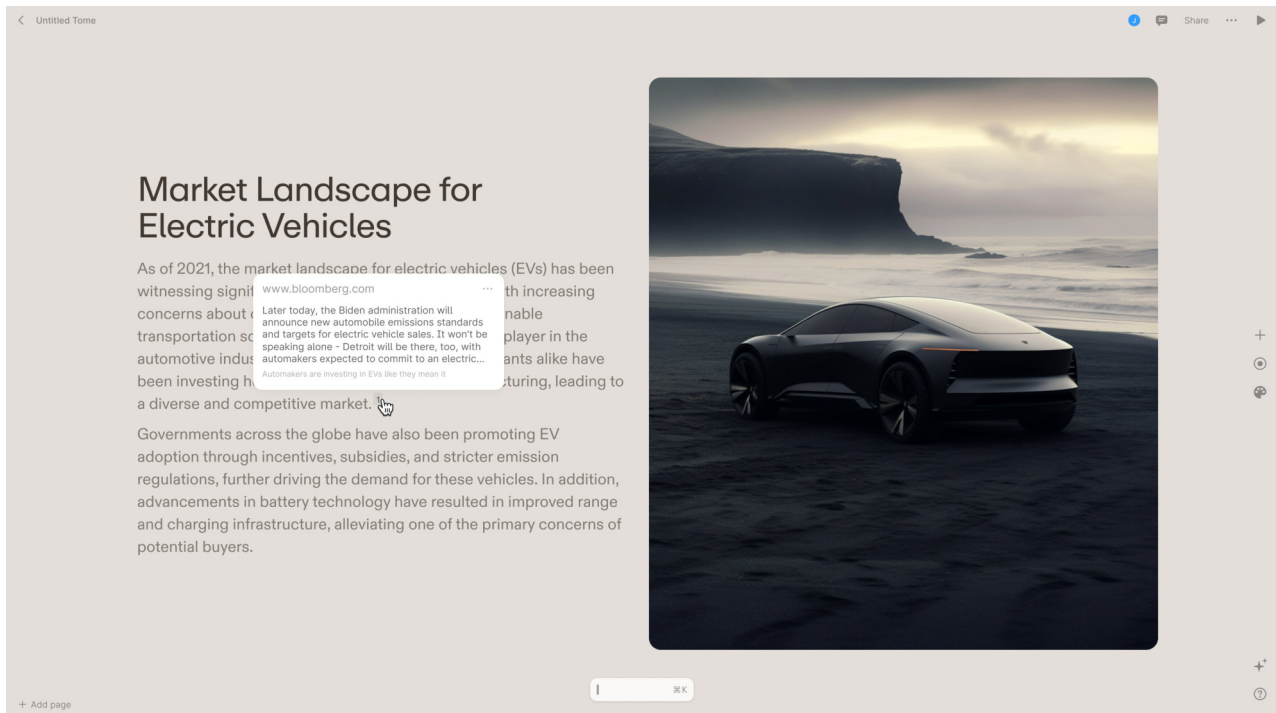 Untitled Tome
J
Share
Market Landscape for
Electric Vehicles
As of 2021, the market landscape for electric vehicles (EVs) has been
witnessing signif th increasing
concerns about nable
transportation so player in the
automotive indus ants alike have
been investing h cturing, leading to
a diverse and competitive market.
www.bloomberg.com
Later today, the Biden administration will
announce new automobile emissions standards
and targets for electric vehicle sales. It won't be
speaking alone - Detroit will be there, too, with
automakers expected to commit to an electric...
Automakers are investing in EVs like they mean it
Governments across the globe have also been promoting EV
adoption through incentives, subsidies, and stricter emission
regulations, further driving the demand for these vehicles. In addition,
advancements in battery technology have resulted in improved range
and charging infrastructure, alleviating one of the primary concerns of
potential buyers.
⌘K
+ Add page